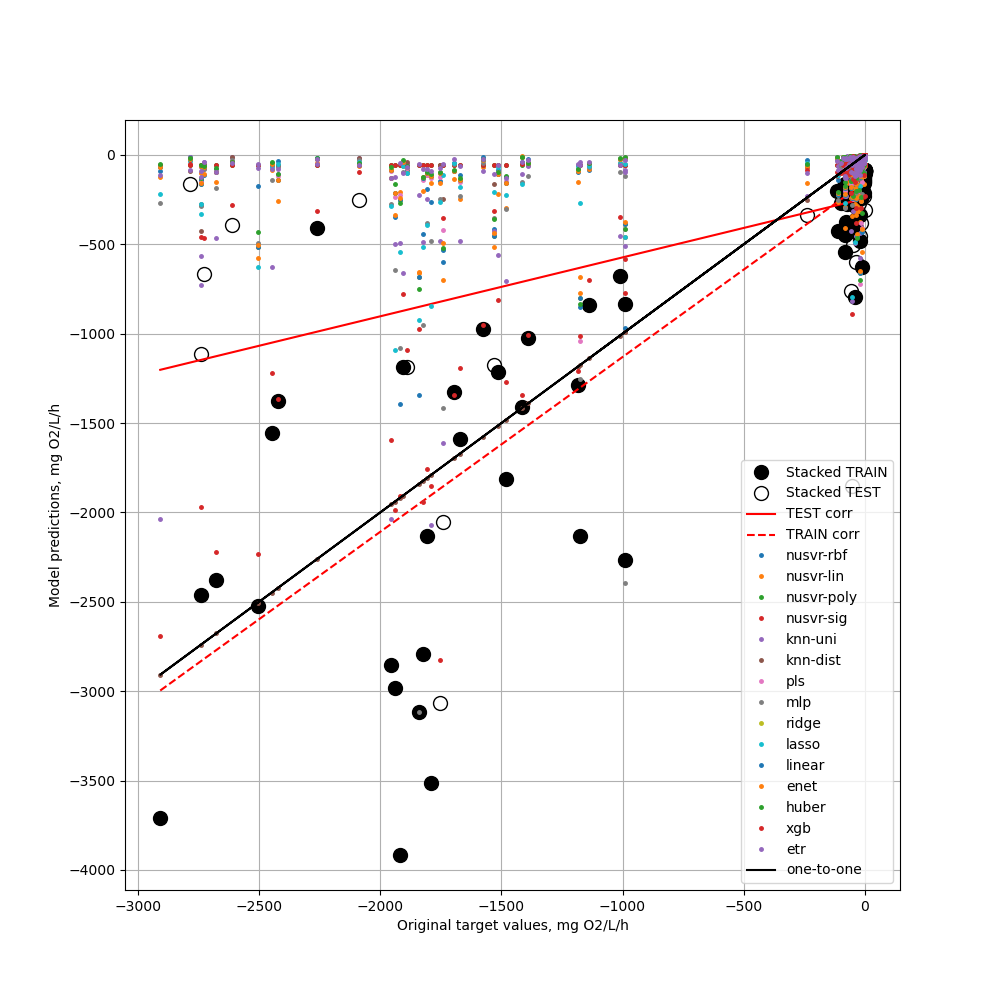 0
−500
−1000
−1500
−2000
−2500
−3000
−3500
−4000
Model predictions, mg O2/L/h
−3000 −2500 −2000 −1500 −1000 −500 0
Original target values, mg O2/L/h
Stacked TRAIN
Stacked TEST
TEST corr
TRAIN corr
nusvr-rbf
nusvr-lin
nusvr-poly
nusvr-sig
knn-uni
knn-dist
pls
mlp
ridge
lasso
linear
enet
huber
xgb
etr
one-to-one